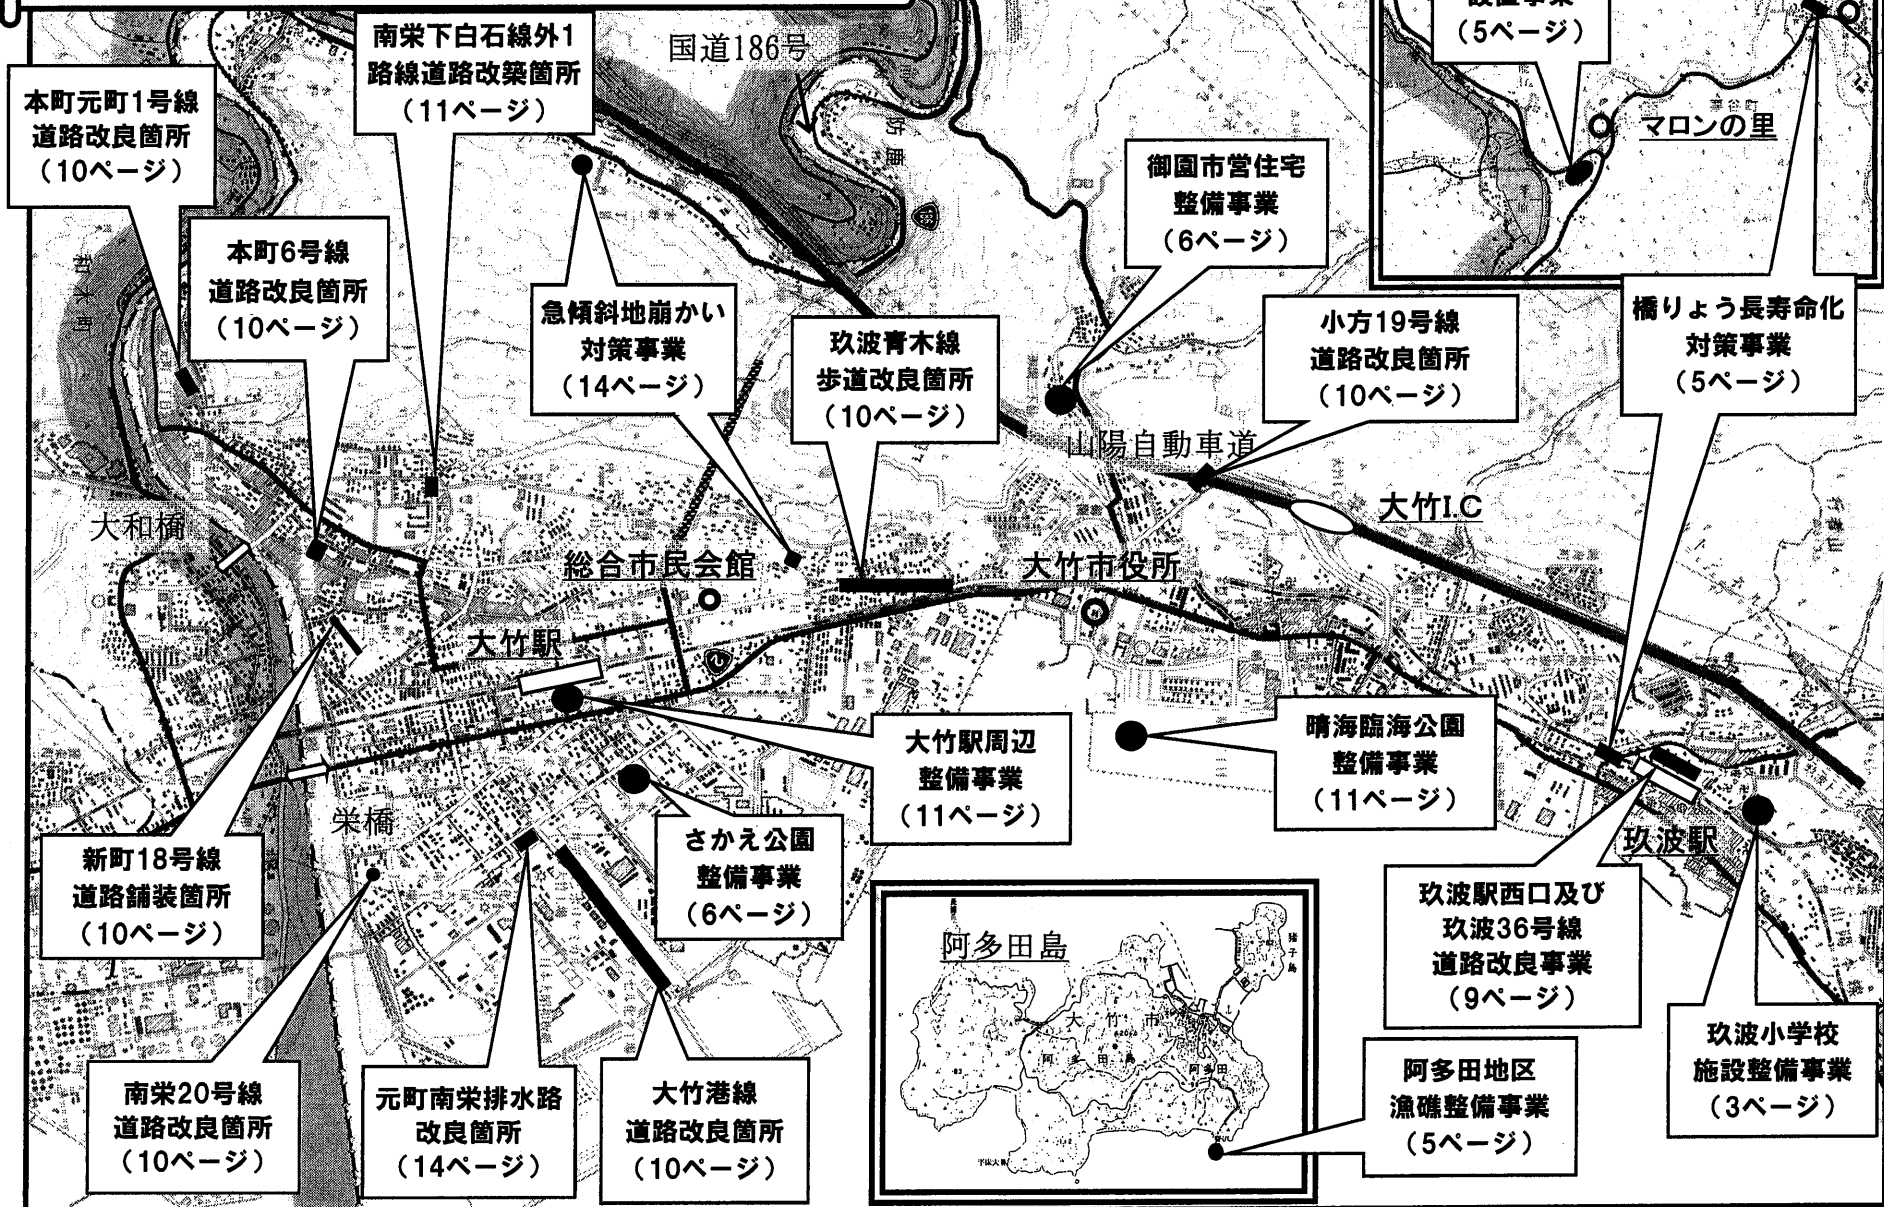 南栄下白石線外1
路線道路改築箇所
（11ページ）
国道186号
（5ページ）
本町元町1号線
道路改良箇所
（10ページ）
マロンの里
御園市営住宅
整備事業
（6ページ）
本町6号線
道路改良箇所
（10ページ）
和木町
急傾斜地崩かい
対策事業
（14ページ）
玖波青木線
歩道改良箇所
（10ページ）
小方19号線
道路改良箇所
（10ページ）
橋りょう長寿命化
対策事業
（5ページ）
山陽自動車道
大竹I.C
大和橋
総合市民会館
大竹市役所
大竹駅
2
大竹駅周辺
整備事業
（11ページ）
晴海臨海公園
整備事業
（11ページ）
栄橋
さかえ公園
整備事業
（6ページ）
玖波駅
新町18号線
道路舗装箇所
（10ページ）
玖波駅西口及び
玖波36号線
道路改良事業
（9ページ）
阿多田島
猪子島
大竹市
阿多田島
阿多田
南栄20号線
道路改良箇所
（10ページ）
元町南栄排水路
改良箇所
（14ページ）
大竹港線
道路改良箇所
（10ページ）
阿多田地区
漁礁整備事業
（5ページ）
玖波小学校
施設整備事業
（3ページ）